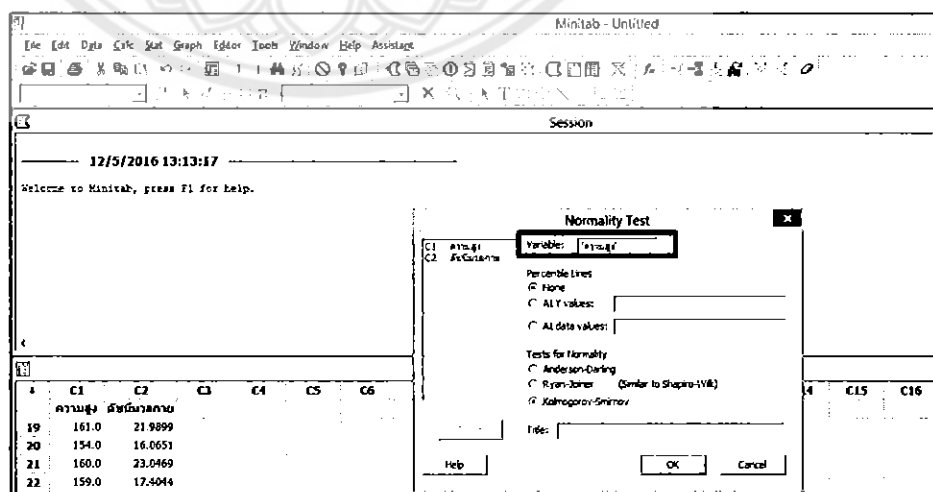 Minitab - Untitled
File Edit Data Calc Stat Graph Editor Tools Window Help Assistant
Session
12/5/2016 13:13:17
Welcome to Minitab, press F1 for help.
Normality Test
C1 ความสูง
C2 ดัชนีมวลกาย
Variable: ความสูง
Percentile Lines
None
At Y values:
At data values:
Tests for Normality
Anderson-Darling
Ryan-Joiner (Similar to Shapiro-Wilk)
Kolmogorov-Smirnov
Title:
Help OK Cancel
C1 C2 C3 C4 C5 C6 C15 C16
ความสูง ดัชนีมวลกาย
19 161.0 21.9899
20 154.0 16.0651
21 160.0 23.0469
22 159.0 17.4044